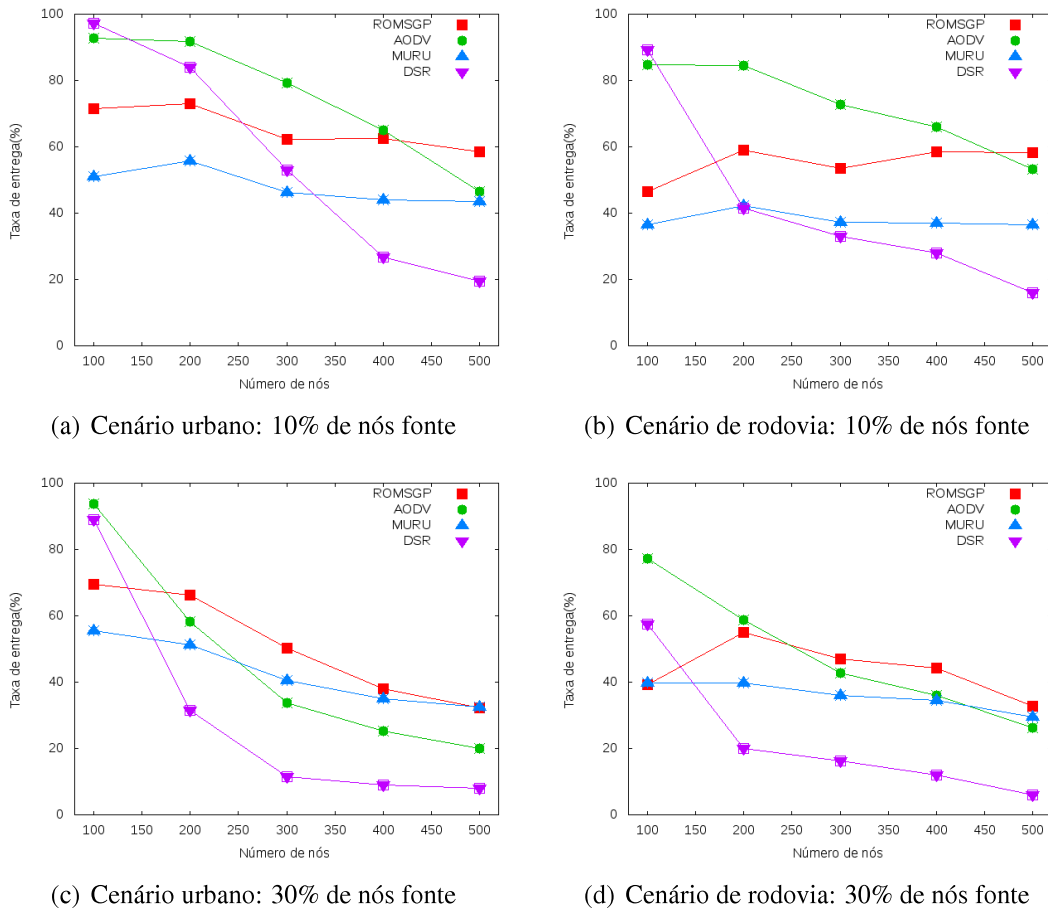 100
80
60
40
20
0
Taxa de entrega(%)
ROMSGP
AODV
MURU
DSR
100 150 200 250 300 350 400 450 500
Número de nós
(a) Cenário urbano: 10% de nós fonte
100
80
60
40
20
0
Taxa de entrega(%)
ROMSGP
AODV
MURU
DSR
100 150 200 250 300 350 400 450 500
Número de nós
(b) Cenário de rodovia: 10% de nós fonte
100
80
60
40
20
0
Taxa de entrega(%)
ROMSGP
AODV
MURU
DSR
100 150 200 250 300 350 400 450 500
Número de nós
(c) Cenário urbano: 30% de nós fonte
100
80
60
40
20
0
Taxa de entrega(%)
ROMSGP
AODV
MURU
DSR
100 150 200 250 300 350 400 450 500
Número de nós
(d) Cenário de rodovia: 30% de nós fonte